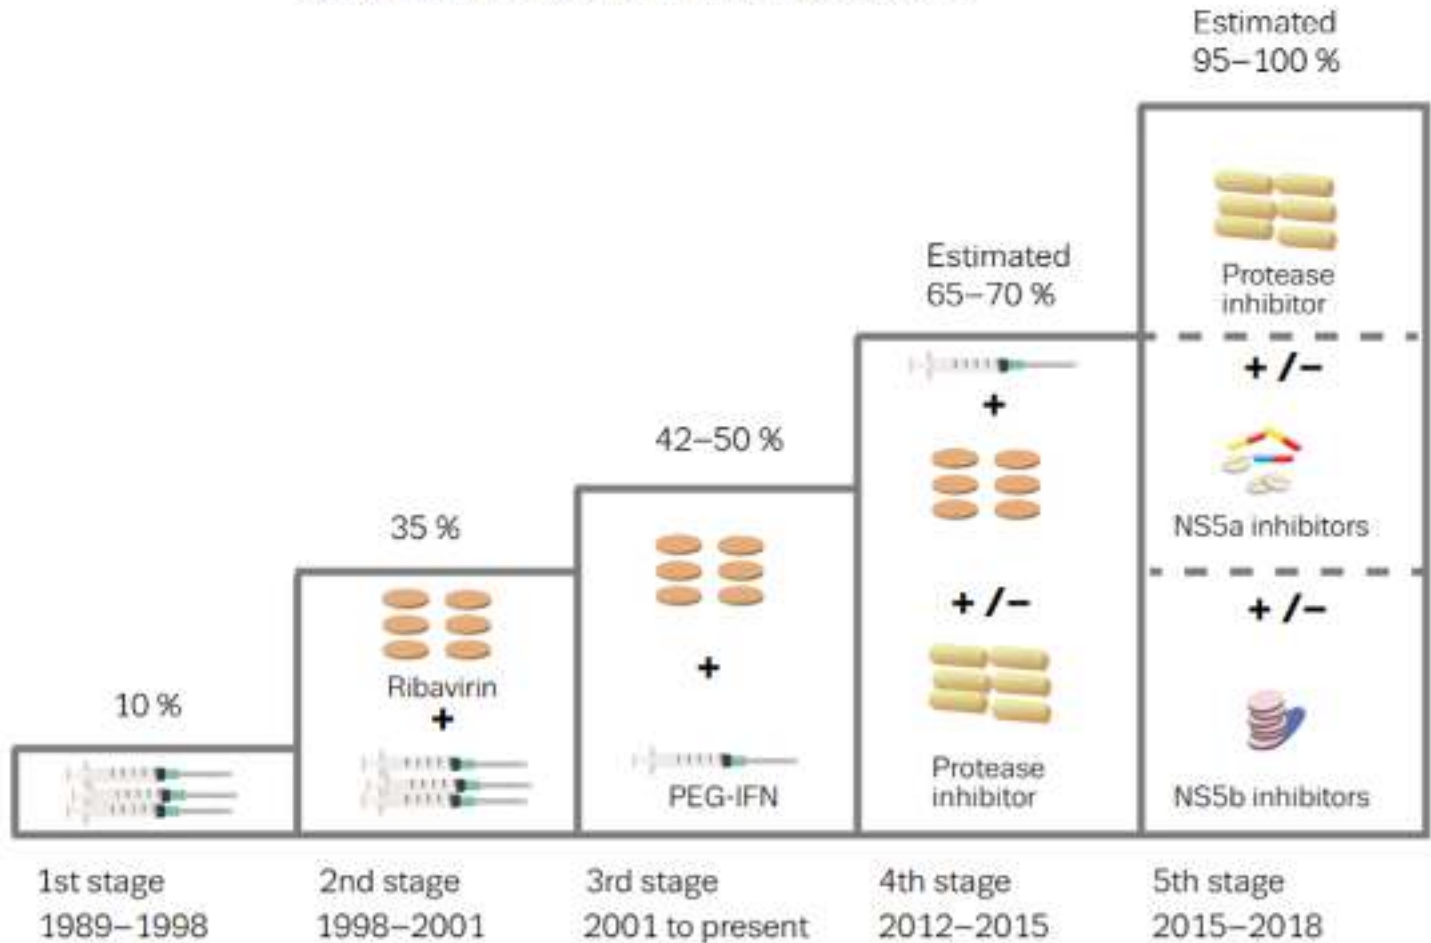 Estimated
95–100 %
Protease
inhibitor
+ /–
NS5a inhibitors
+ /–
NS5b inhibitors
Estimated
65–70 %
+
+ /–
Protease
inhibitor
42–50 %
+
PEG-IFN
35 %
Ribavirin
+
10 %
1st stage
1989–1998
2nd stage
1998–2001
3rd stage
2001 to present
4th stage
2012–2015
5th stage
2015–2018